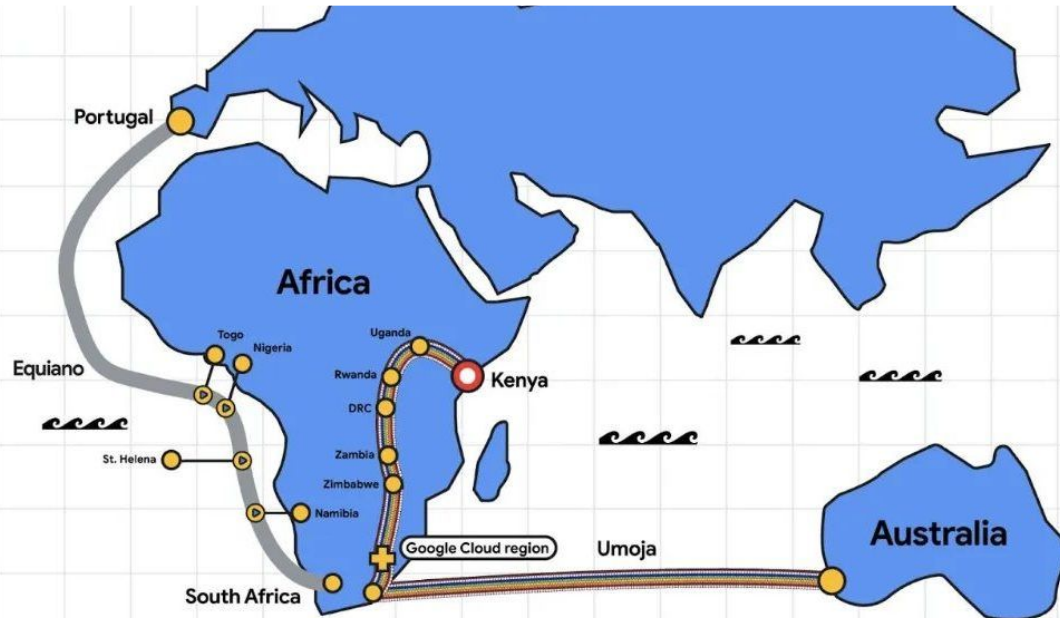 Portugal
Africa
Togo
Nigeria
Uganda
Equiano
Rwanda
Kenya
DRC
St. Helena
Zambia
Zimbabwe
Namibia
Google Cloud region
Umoja
Australia
South Africa